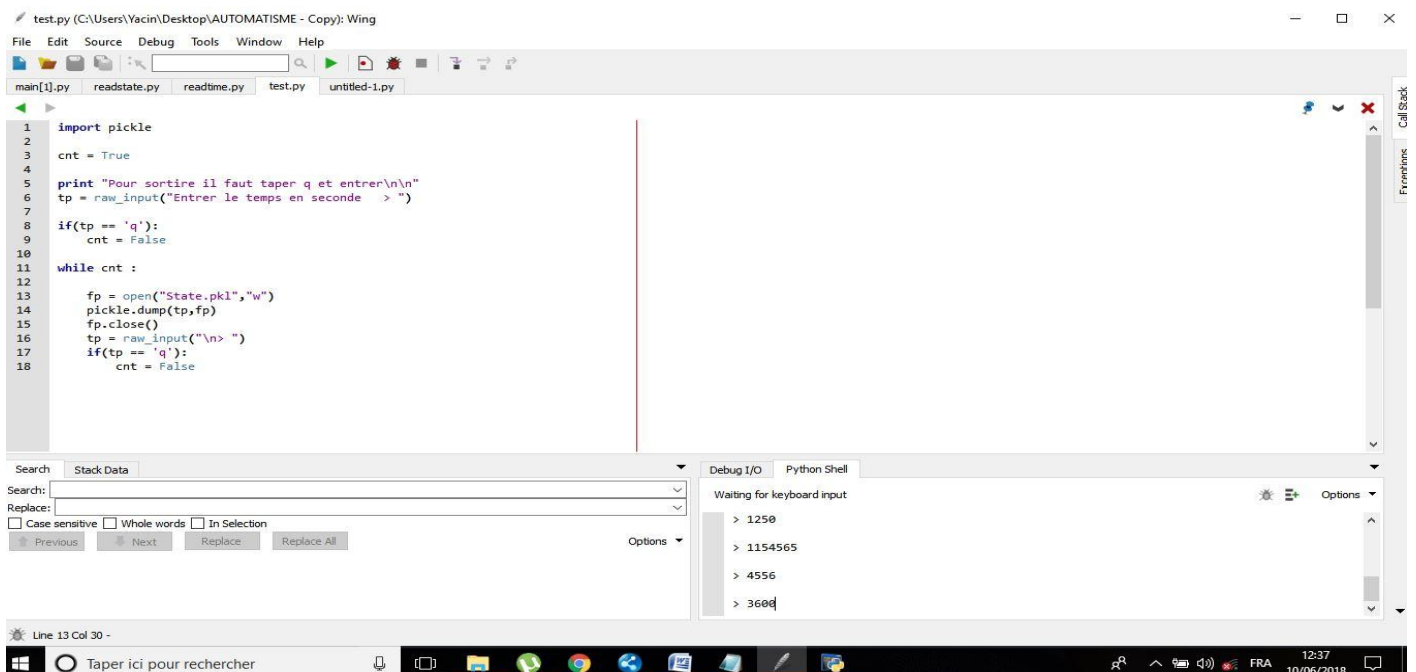 test.py (C:\Users\Yacin\Desktop\AUTOMATISME - Copy): Wing
File Edit Source Debug Tools Window Help
main[1].py readstate.py readtime.py test.py untitled-1.py
Call Stack
Exceptions
1 import pickle
2
3 cnt = True
4
5 print "Pour sortire il faut taper q et entrer\n\n"
6 tp = raw_input("Entrer le temps en seconde   > ")
7
8 if(tp == 'q'):
9     cnt = False
10
11 while cnt :
12
13     fp = open("State.pkl","w")
14     pickle.dump(tp,fp)
15     fp.close()
16     tp = raw_input("\n> ")
17     if(tp == 'q'):
18         cnt = False
Search Stack Data
Search:
Replace:
Case sensitive Whole words In Selection
Previous Next Replace Replace All Options
Debug I/O Python Shell
Waiting for keyboard input Options
> 1250
> 1154565
> 4556
> 3600
Line 13 Col 30 -
Taper ici pour rechercher
FRA
12:37
10/06/2018